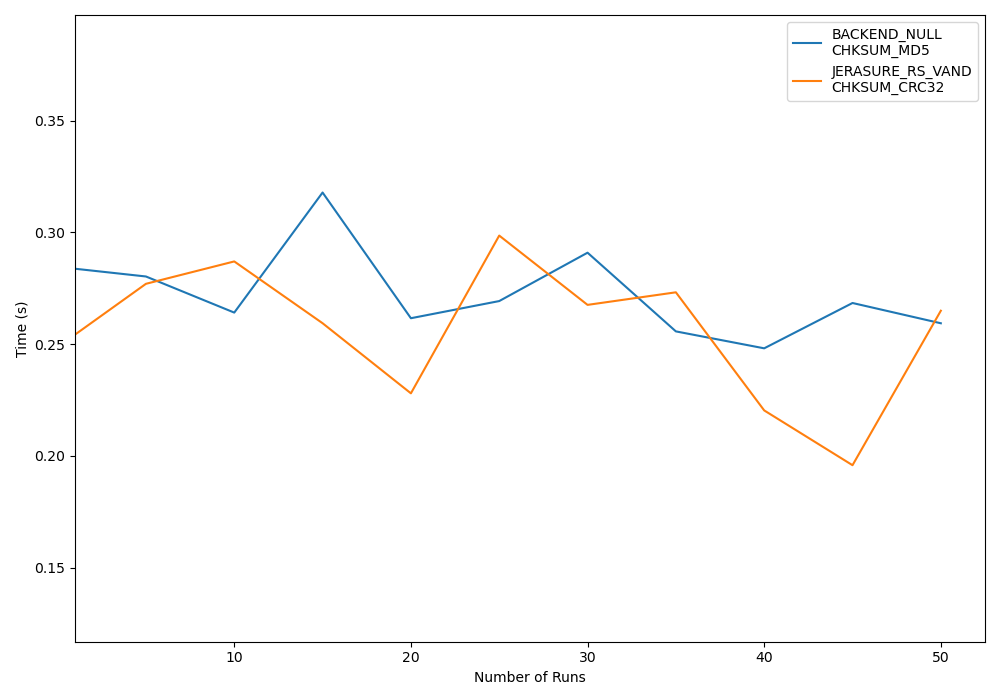 BACKEND_NULL
CHKSUM_MD5
JERASURE_RS_VAND
CHKSUM_CRC32
0.35
0.30
0.25
0.20
0.15
Time (s)
10 20 30 40 50
Number of Runs